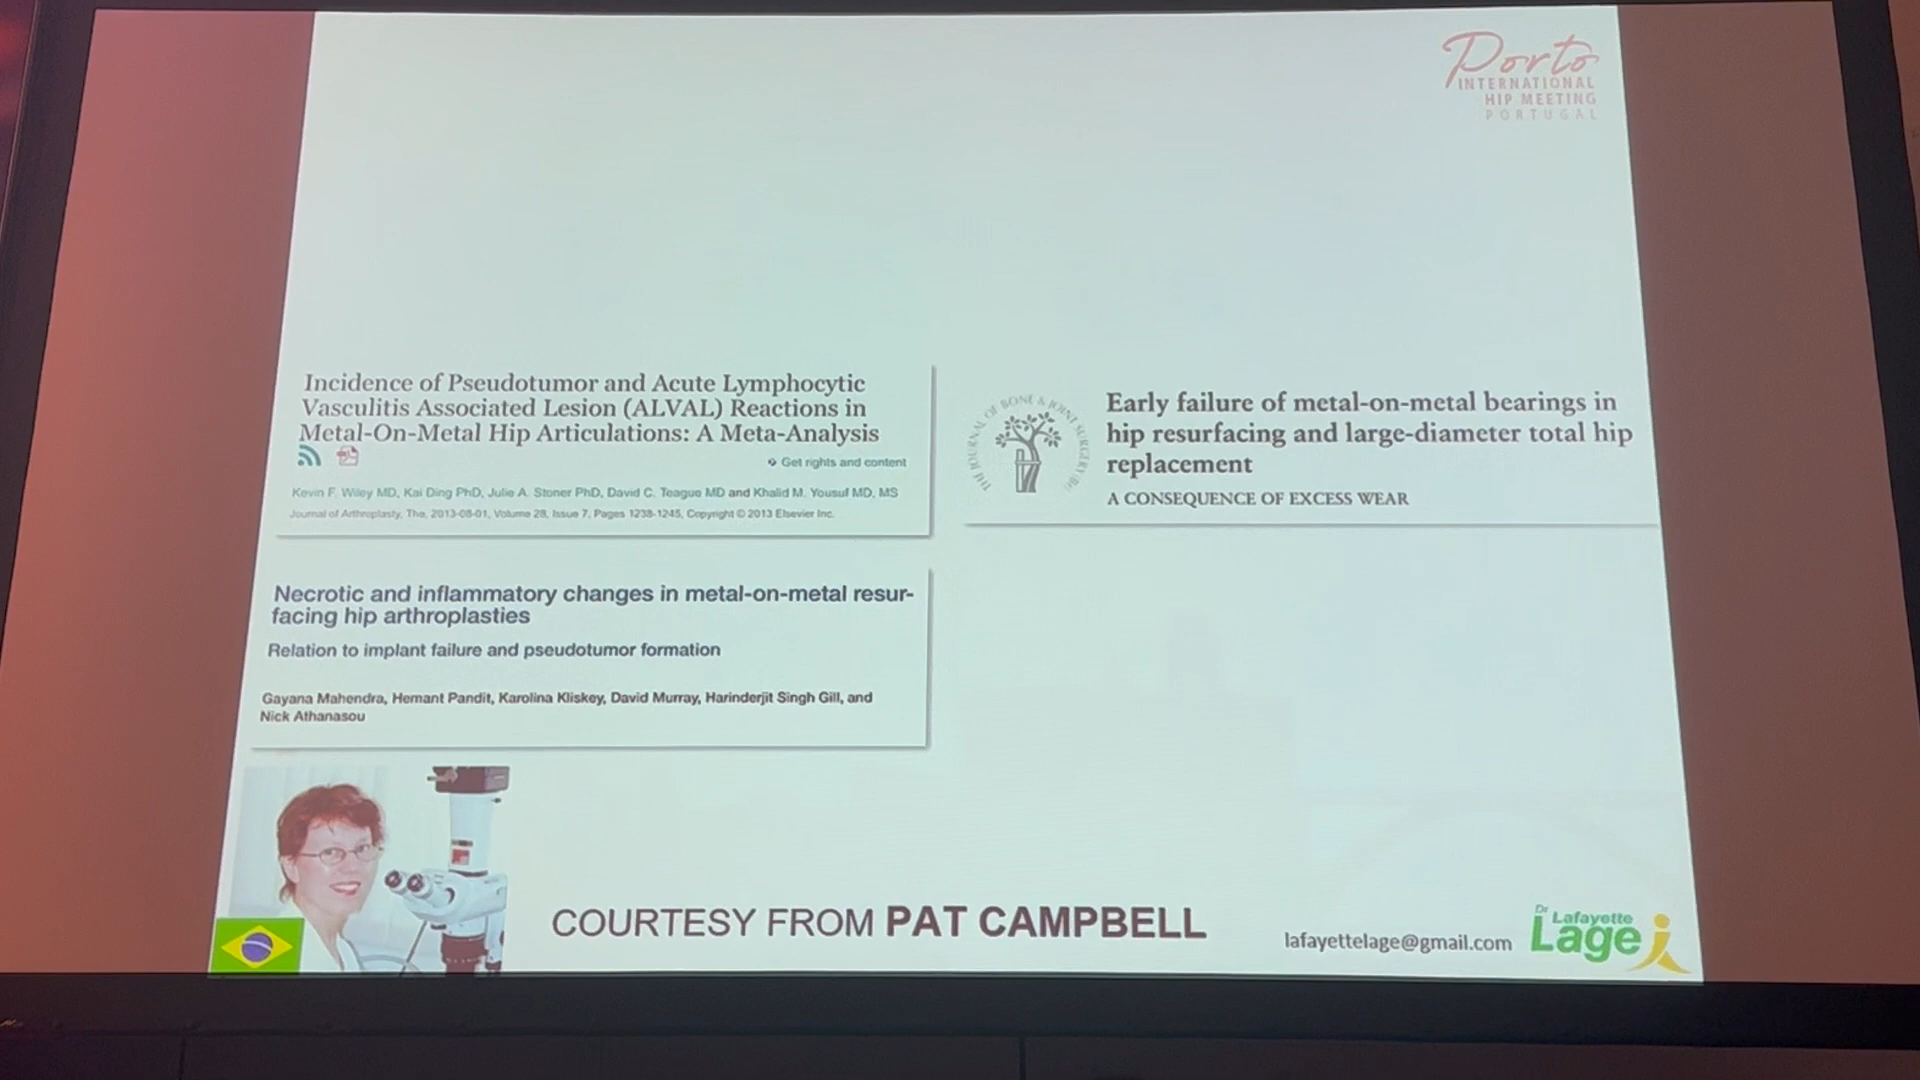 Porto
INTERNATIONAL
HIP MEETING
PORTUGAL
Incidence of Pseudotumor and Acute Lymphocytic
Vasculitis Associated Lesion (ALVAL) Reactions in
Metal-On-Metal Hip Articulations: A Meta-Analysis
Get rights and content
Kevin F. Wiley MD, Kai Ding PhD, Julie A. Stoner PhD, David C. Teague MD and Khalid M. Yousuf MD, MS
Journal of Arthroplasty, The, 2013-08-01, Volume 28, Issue 7, Pages 1238-1245, Copyright © 2013 Elsevier Inc.
THE JOURNAL OF BONE & JOINT SURGERY
Early failure of metal-on-metal bearings in
hip resurfacing and large-diameter total hip
replacement
A CONSEQUENCE OF EXCESS WEAR
Necrotic and inflammatory changes in metal-on-metal resur-
facing hip arthroplasties
Relation to implant failure and pseudotumor formation
Gayana Mahendra, Hemant Pandit, Karolina Kliskey, David Murray, Harinderjit Singh Gill, and
Nick Athanasou
COURTESY FROM PAT CAMPBELL
lafayettelage@gmail.com
Dr Lafayette
Lage